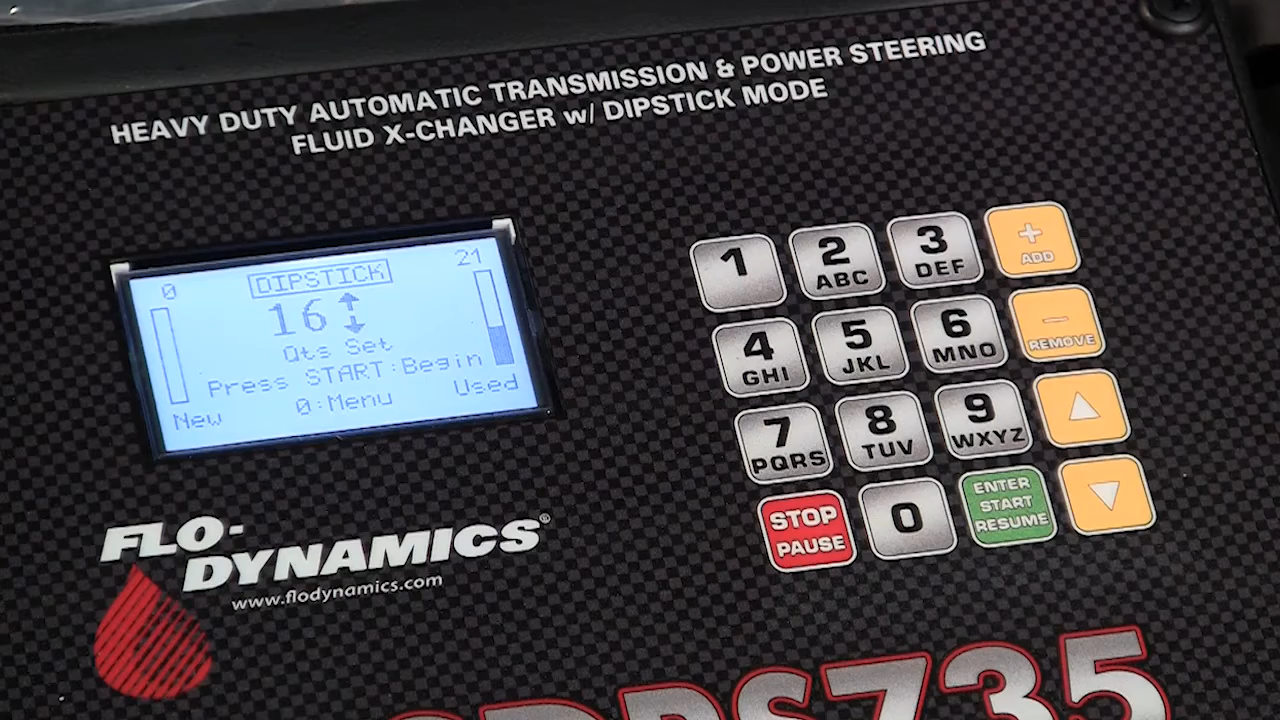 HEAVY DUTY AUTOMATIC TRANSMISSION & POWER STEERING
FLUID X-CHANGER w/ DIPSTICK MODE
0 DIPSTICK 21
16
Qts Set
Press START:Begin
New 0:Menu Used
1 2 ABC 3 DEF + ADD
4 GHI 5 JKL 6 MNO − REMOVE
7 PQRS 8 TUV 9 WXYZ
STOP PAUSE 0 ENTER START RESUME
FLO-
DYNAMICS®
www.flodynamics.com
735